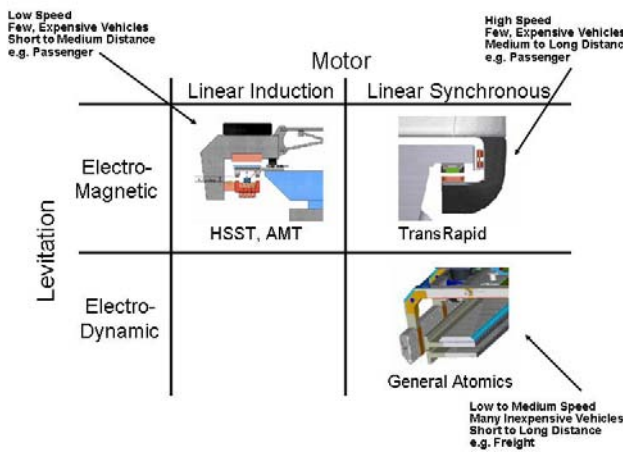 Low Speed
Few, Expensive Vehicles
Short to Medium Distance
e.g. Passenger
High Speed
Few, Expensive Vehicles
Medium to Long Distanc
e.g. Passenger
Motor
Linear Induction
Linear Synchronous
Levitation
Electro-
Magnetic
HSST, AMT
TransRapid
Electro-
Dynamic
General Atomics
Low to Medium Speed
Many Inexpensive Vehicles
Short to Long Distance
e.g. Freight